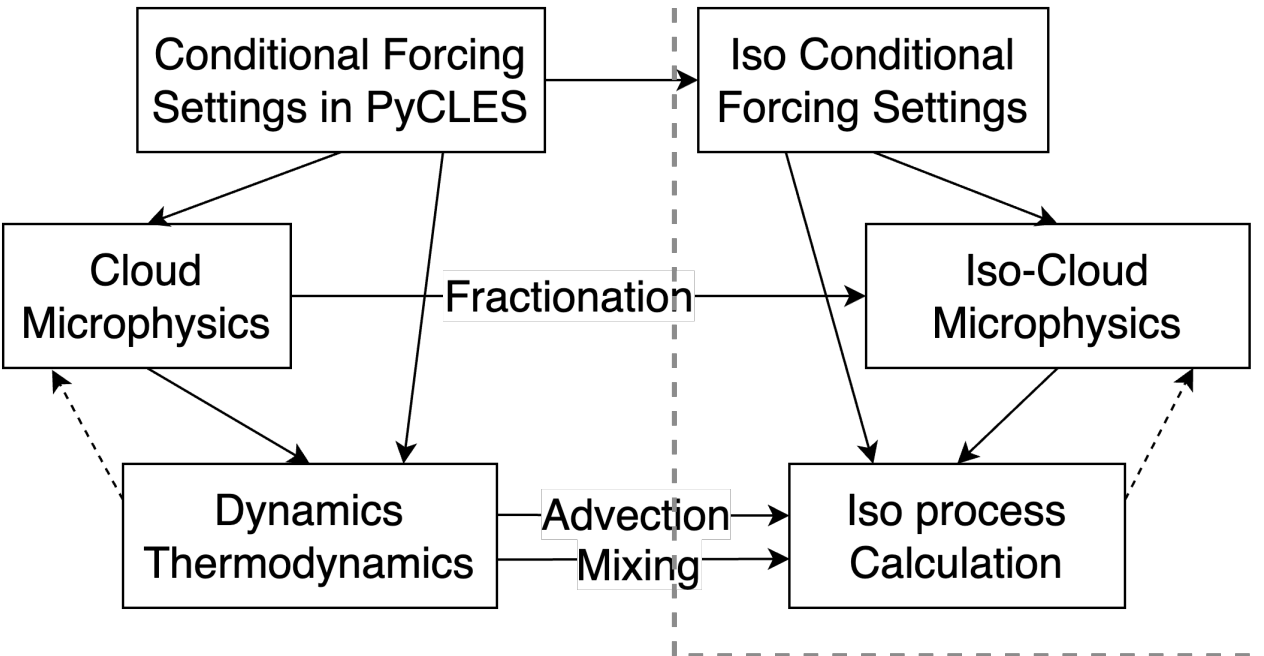 Conditional Forcing
Settings in PyCLES
Iso Conditional
Forcing Settings
Cloud
Microphysics
Fractionation
Iso-Cloud
Microphysics
Dynamics
Thermodynamics
Advection
Mixing
Iso process
Calculation